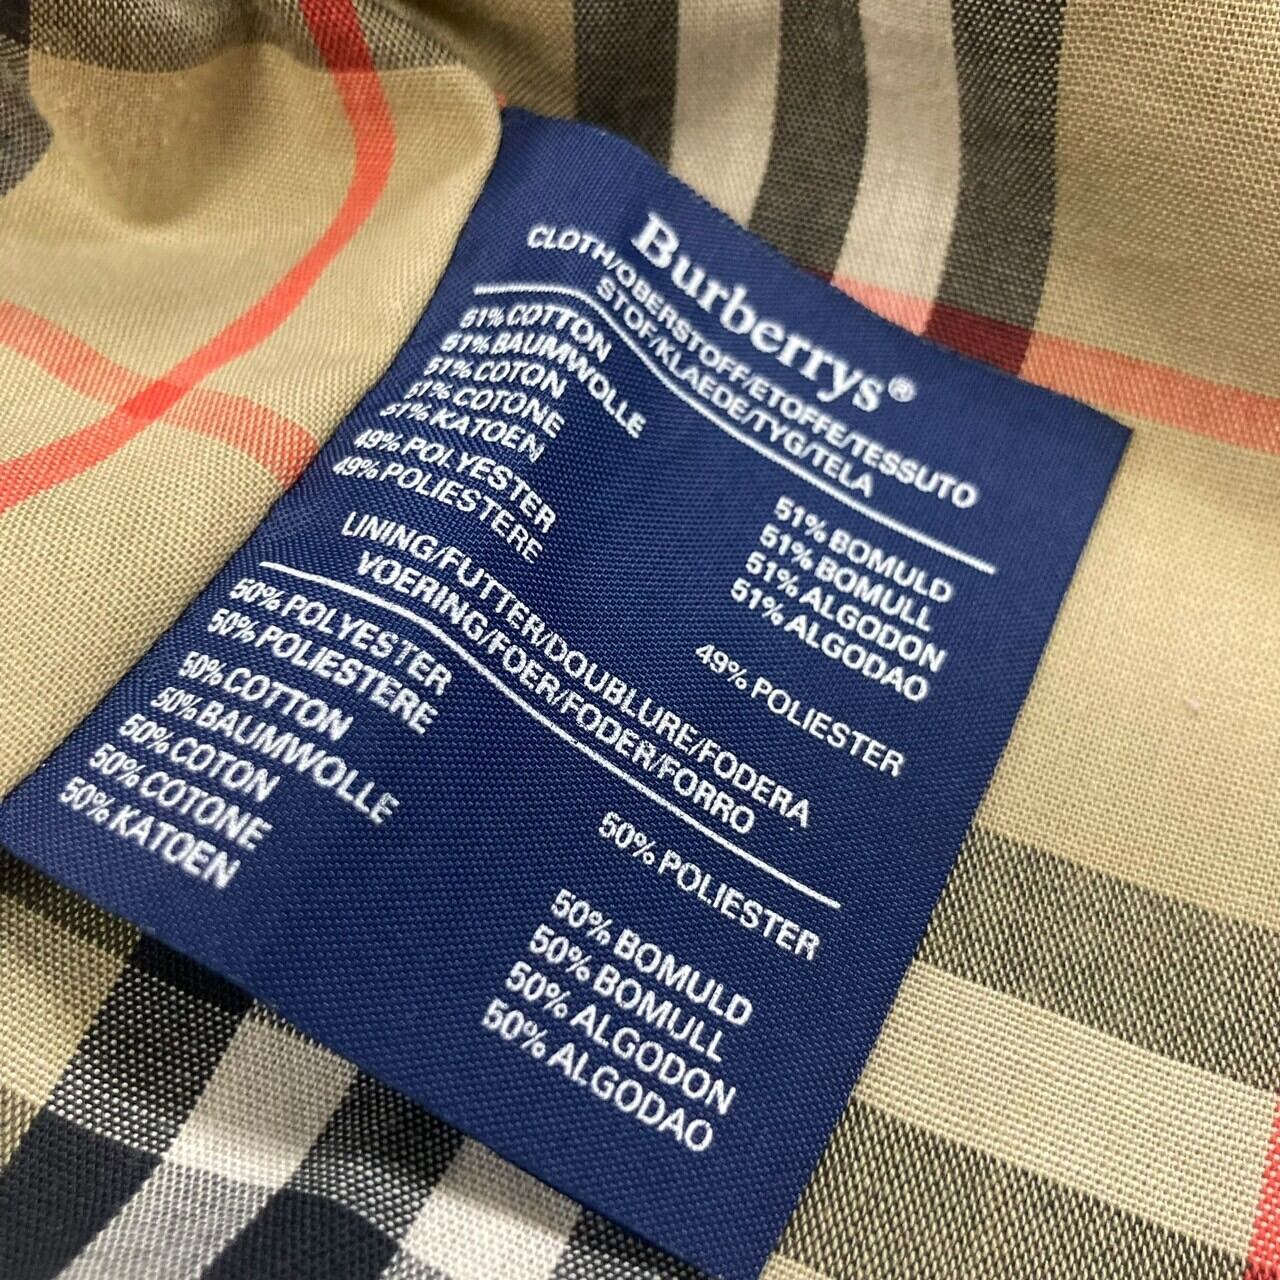 Burberrys®
CLOTH/OBERSTOFF/ETOFFE/TESSUTO
STOF/KLAEDE/TYG/TELA
51% COTTON
51% BAUMWOLLE
51% COTON
51% COTONE
51% KATOEN
49% POLYESTER
49% POLIESTERE
51% BOMULD
51% BOMULL
51% ALGODON
51% ALGODAO
49% POLIESTER
LINING/FUTTER/DOUBLURE/FODERA
VOERING/FOER/FODER/FORRO
50% POLYESTER
50% POLIESTERE
50% COTTON
50% BAUMWOLLE
50% COTON
50% COTONE
50% KATOEN
50% POLIESTER
50% BOMULD
50% BOMULL
50% ALGODON
50% ALGODAO